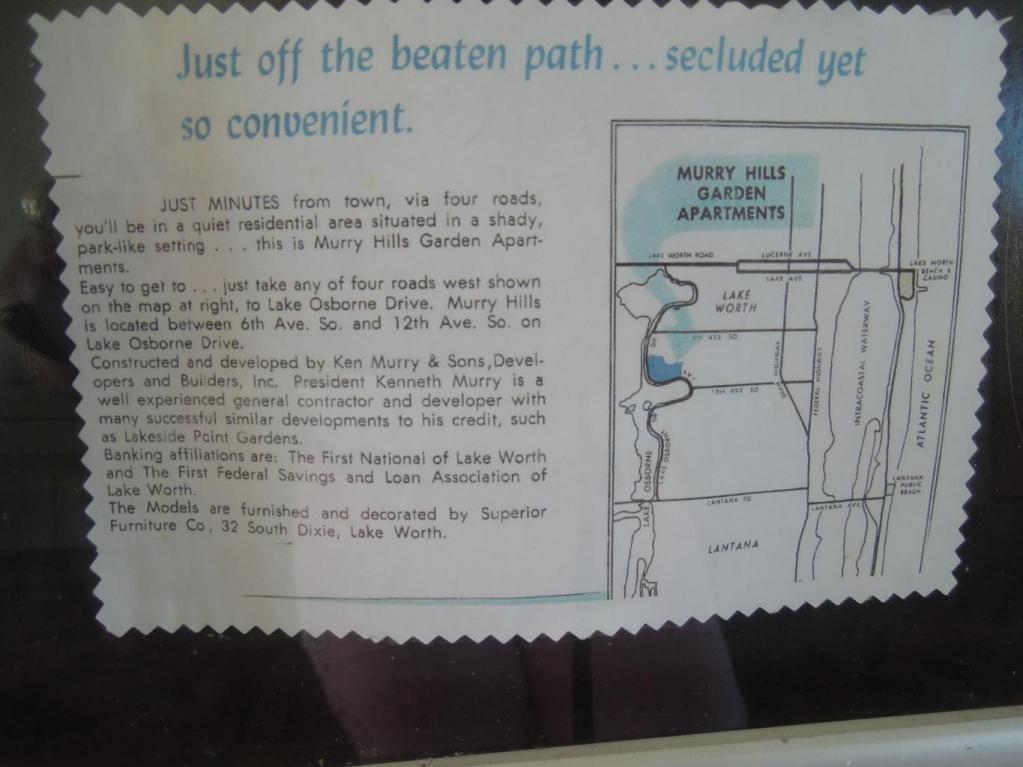 Just off the beaten path . . . secluded yet
so convenient.
JUST MINUTES from town, via four roads,
you'll be in a quiet residential area situated in a shady,
park-like setting . . . this is Murry Hills Garden Apart-
ments.
Easy to get to . . . just take any of four roads west shown
on the map at right, to Lake Osborne Drive. Murry Hills
is located between 6th Ave. So. and 12th Ave. So. on
Lake Osborne Drive.
Constructed and developed by Ken Murry & Sons, Devel-
opers and Builders, Inc. President Kenneth Murry is a
well experienced general contractor and developer with
many successful similar developments to his credit, such
as Lakeside Point Gardens.
Banking affiliations are: The First National of Lake Worth
and The First Federal Savings and Loan Association of
Lake Worth.
The Models are furnished and decorated by Superior
Furniture Co, 32 South Dixie, Lake Worth.
MURRY HILLS
GARDEN
APARTMENTS
LAKE WORTH ROAD
LUCERNE AVE
LAKE AVE
LAKE WORTH
BEACH &
CASINO
LAKE
WORTH
6TH AVE SO
12th AVE SO
DIXIE HIGHWAY
FEDERAL HIGHWAY
INTRACOASTAL WATERWAY
ATLANTIC OCEAN
LAKE OSBORNE
LAKE OSBORNE DR
LANTANA
PUBLIC
BEACH
LANTANA RD
LANTANA AVE
LANTANA